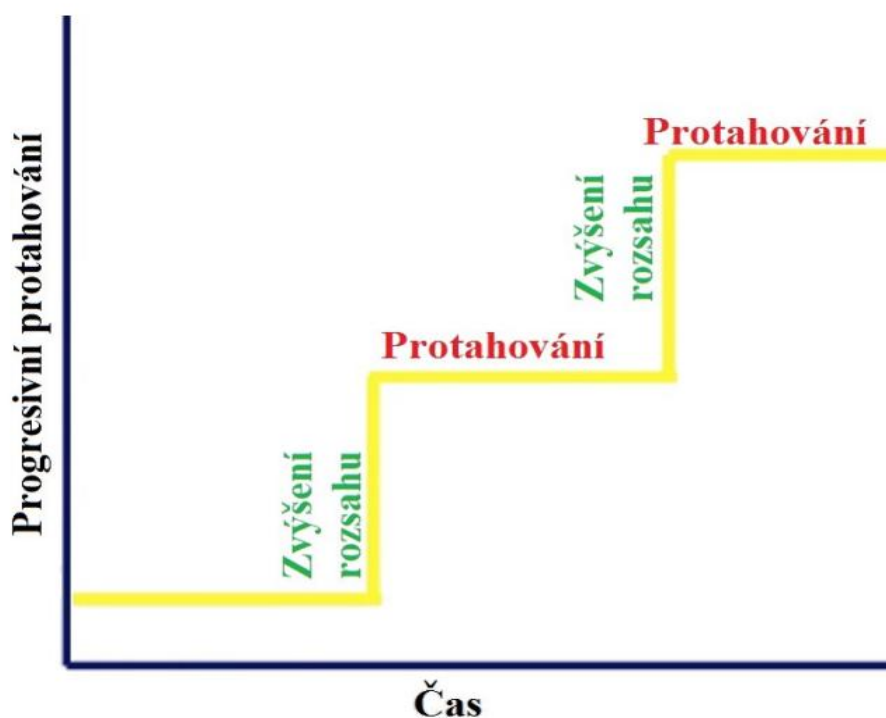 Progresivní protahování
Protahování
Zvýšení
rozsahu
Protahování
Zvýšení
rozsahu
Čas